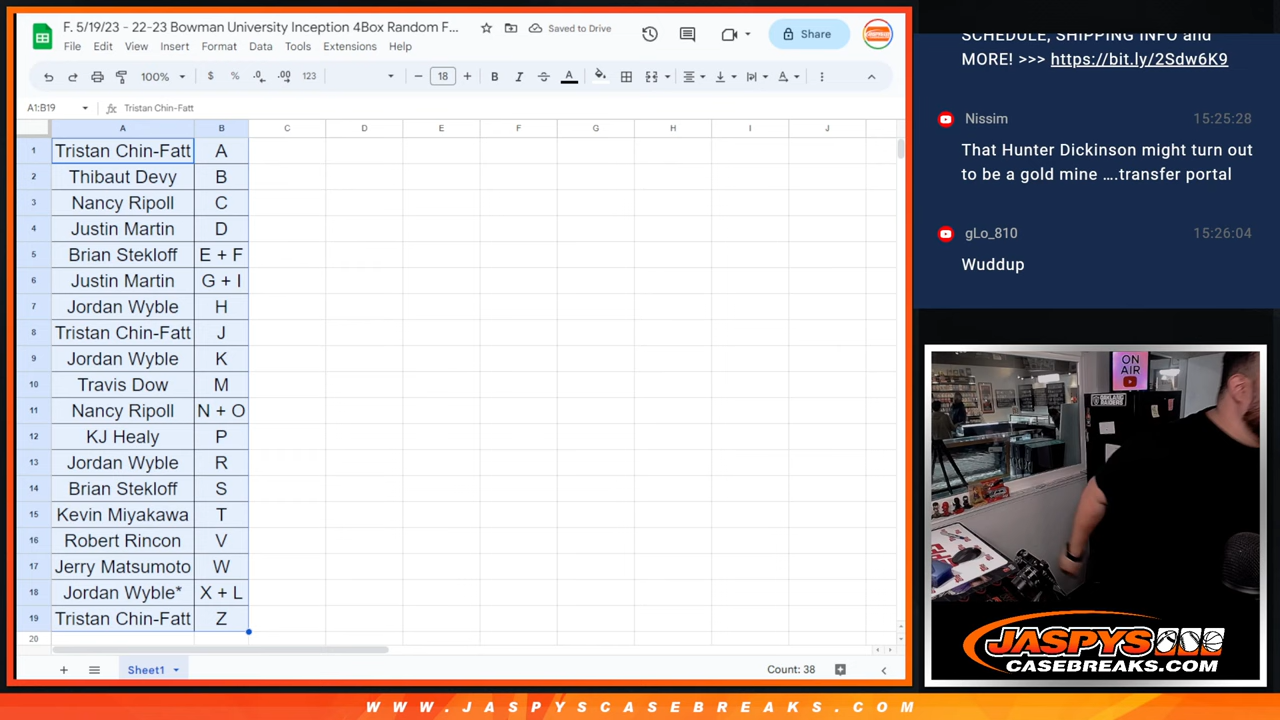 F. 5/19/23 - 22-23 Bowman University Inception 4Box Random F...
Saved to Drive
Share
File Edit View Insert Format Data Tools Extensions Help
100% $ % .0 .00 123 - 18 + B I A
A1:B19 fx Tristan Chin-Fatt
A B C D E F G H I J
1 Tristan Chin-Fatt A
2 Thibaut Devy B
3 Nancy Ripoll C
4 Justin Martin D
5 Brian Stekloff E + F
6 Justin Martin G + I
7 Jordan Wyble H
8 Tristan Chin-Fatt J
9 Jordan Wyble K
10 Travis Dow M
11 Nancy Ripoll N + O
12 KJ Healy P
13 Jordan Wyble R
14 Brian Stekloff S
15 Kevin Miyakawa T
16 Robert Rincon V
17 Jerry Matsumoto W
18 Jordan Wyble* X + L
19 Tristan Chin-Fatt Z
20
Sheet1
Count: 38
SCHEDULE, SHIPPING INFO and
MORE! >>> https://bit.ly/2Sdw6K9
Nissim 15:25:28
That Hunter Dickinson might turn out
to be a gold mine ….transfer portal
gLo_810 15:26:04
Wuddup
ON
AIR
JASPYS
CASEBREAKS.COM
WWW.JASPYSCASEBREAKS.COM